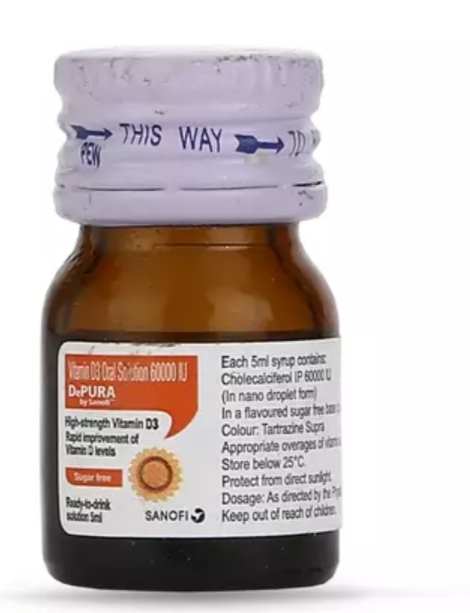 THIS WAY
Vitamin D3 Oral Solution 60000 IU
DePURA
by Sanofi
High-strength Vitamin D3
Rapid improvement of
Vitamin D levels
Sugar free
Ready-to-drink
solution 5ml
SANOFI
Each 5ml syrup contains:
Cholecalciferol IP 60000 IU
(In nano droplet form)
In a flavoured sugar free
Colour: Tartrazine Supra
Appropriate overages of
Store below 25°C.
Protect from direct sunlight.
Dosage: As directed by the
Keep out of reach of children.